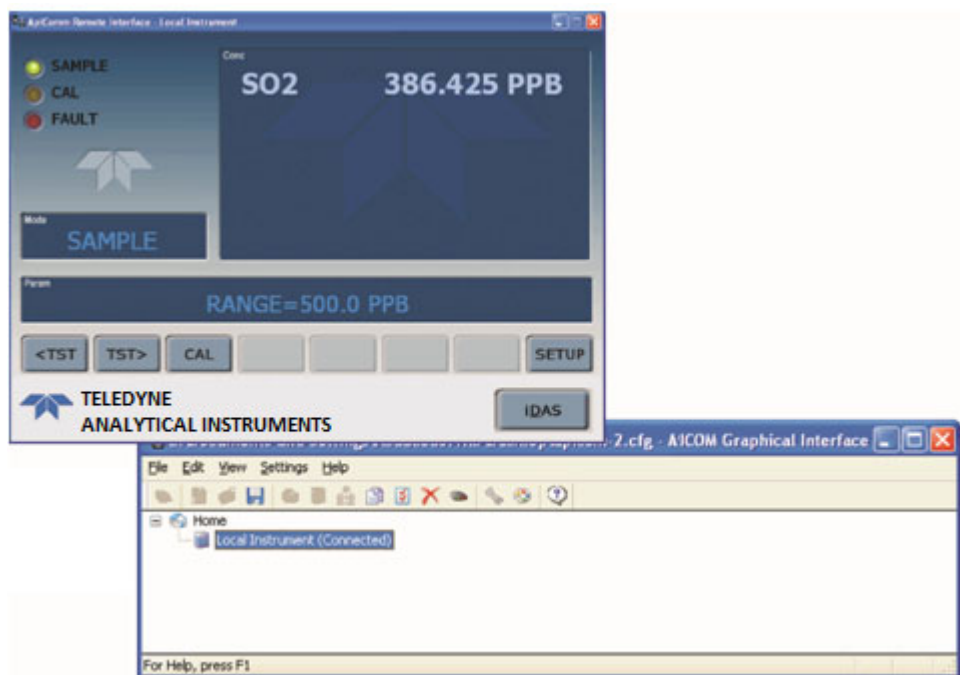 ApiComm Remote Interface - Local Instrument
SAMPLE
CAL
FAULT
Conc
SO2 386.425 PPB
Mode
SAMPLE
Param
RANGE=500.0 PPB
<TST TST> CAL SETUP
TELEDYNE
ANALYTICAL INSTRUMENTS
iDAS
-2.cfg - Graphical Interface
File Edit View Settings Help
Home
Local Instrument (Connected)
For Help, press F1